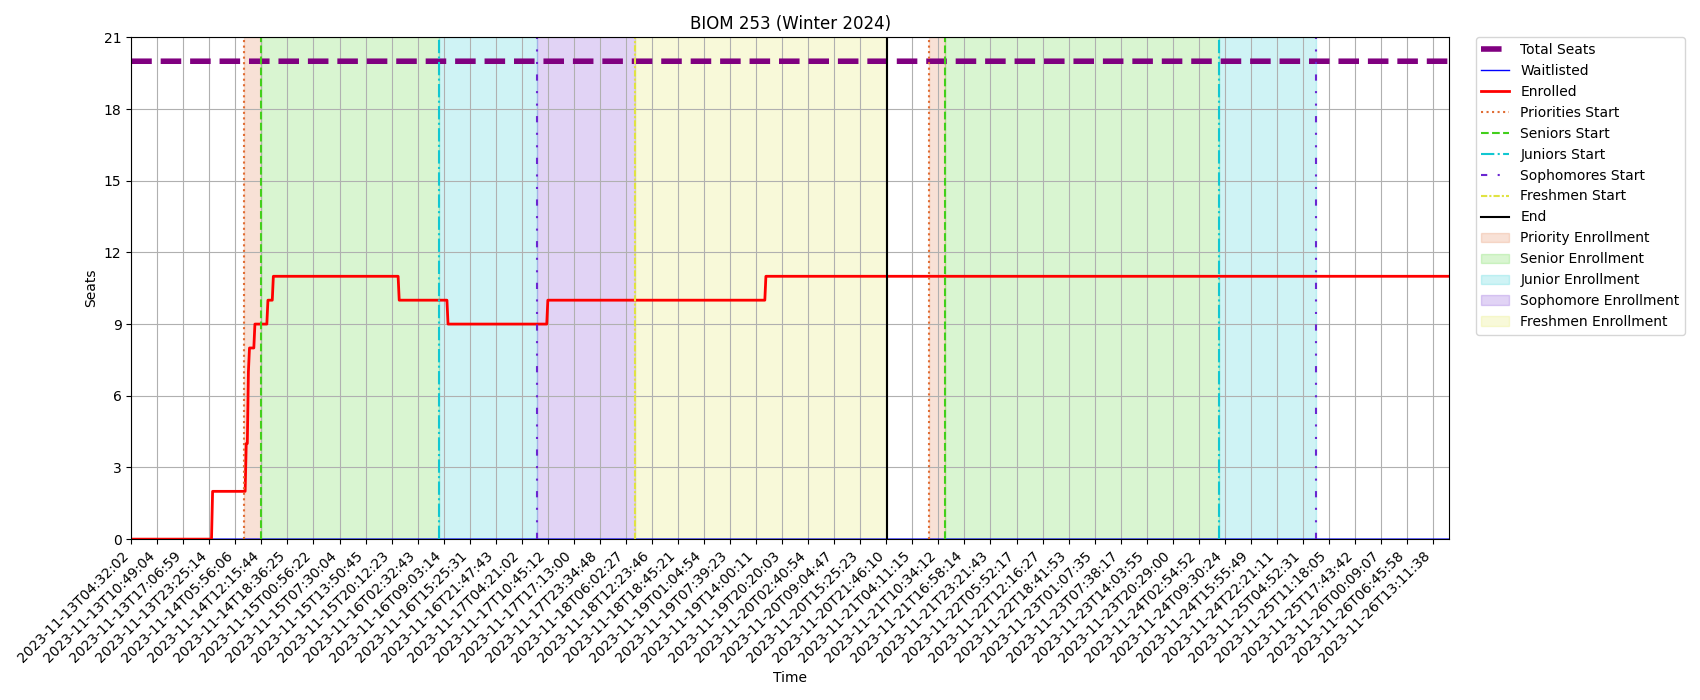 BIOM 253 (Winter 2024)
21
18
15
12
9
6
3
0
Seats
2023-11-13T04:32:02
2023-11-13T10:49:04
2023-11-13T17:06:59
2023-11-13T23:25:14
2023-11-14T05:56:06
2023-11-14T12:15:44
2023-11-14T18:36:25
2023-11-15T00:56:22
2023-11-15T07:30:04
2023-11-15T13:50:45
2023-11-15T20:12:23
2023-11-16T02:32:43
2023-11-16T09:03:14
2023-11-16T15:25:31
2023-11-16T21:47:43
2023-11-17T04:21:02
2023-11-17T10:45:12
2023-11-17T17:13:00
2023-11-17T23:34:48
2023-11-18T06:02:27
2023-11-18T12:23:46
2023-11-18T18:45:21
2023-11-19T01:04:54
2023-11-19T07:39:23
2023-11-19T14:00:11
2023-11-19T20:20:03
2023-11-20T02:40:54
2023-11-20T09:04:47
2023-11-20T15:25:23
2023-11-20T21:46:10
2023-11-21T04:11:15
2023-11-21T10:34:12
2023-11-21T16:58:14
2023-11-21T23:21:43
2023-11-22T05:52:17
2023-11-22T12:16:27
2023-11-22T18:41:53
2023-11-23T01:07:35
2023-11-23T07:38:17
2023-11-23T14:03:55
2023-11-23T20:29:00
2023-11-24T02:54:52
2023-11-24T09:30:24
2023-11-24T15:55:49
2023-11-24T22:21:11
2023-11-25T04:52:31
2023-11-25T11:18:05
2023-11-25T17:43:42
2023-11-26T00:09:07
2023-11-26T06:45:58
2023-11-26T13:11:38
Time
Total Seats
Waitlisted
Enrolled
Priorities Start
Seniors Start
Juniors Start
Sophomores Start
Freshmen Start
End
Priority Enrollment
Senior Enrollment
Junior Enrollment
Sophomore Enrollment
Freshmen Enrollment